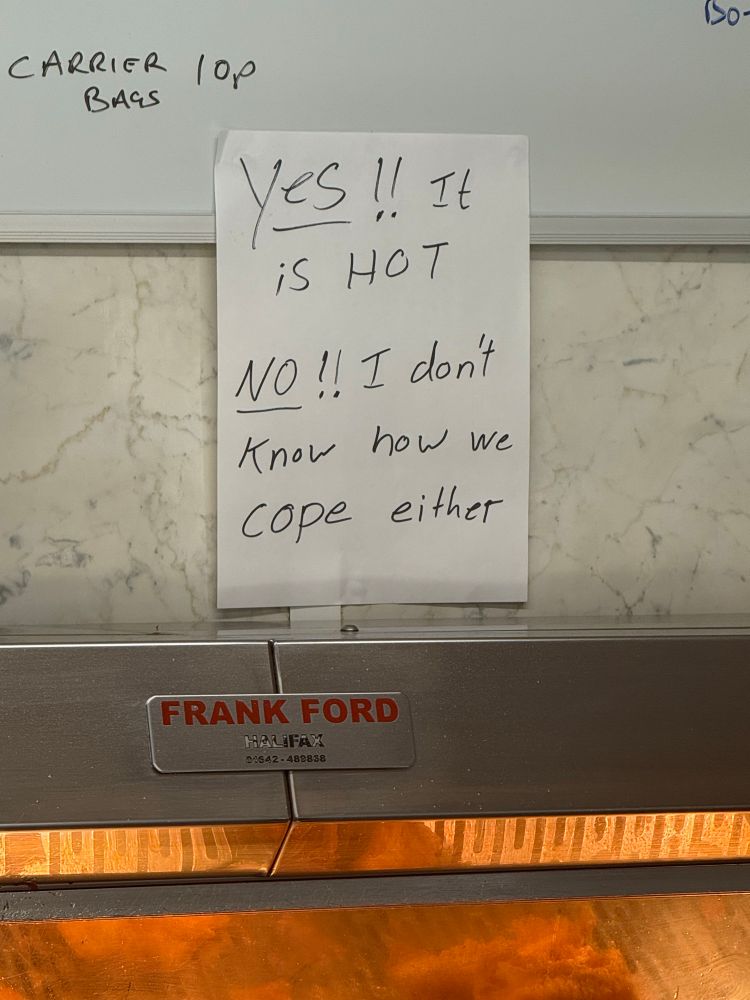 CARRIER 10p
BAGS
YES!! It
is HOT
NO!! I don't
know how we
cope either
FRANK FORD
HALIFAX